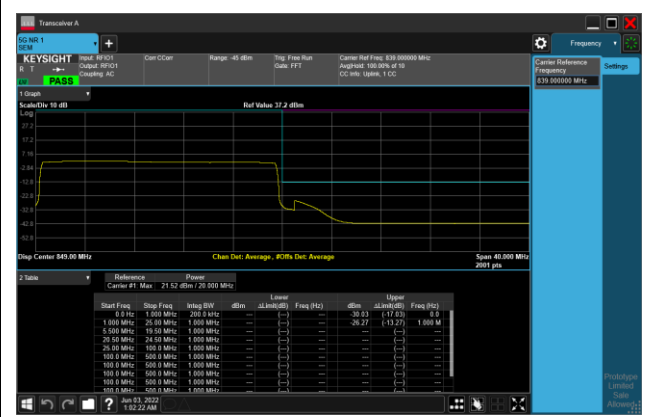 Transceiver A
5G NR 1
SEM
Frequency
KEYSIGHT
R T
PASS
Input: RFIO1
Output: RFIO1
Coupling: AC
Corr CCorr
Range: -45 dBm
Trig: Free Run
Gate: FFT
Carrier Ref Freq: 839.000000 MHz
Avg|Hold: 100.00% of 10
CC Info: Uplink, 1 CC
Carrier Reference
Frequency
839.000000 MHz
Settings
1 Graph
Scale/Div 10 dB
Ref Value 37.2 dBm
Log
27.2
17.2
7.16
-2.84
-12.8
-22.8
-32.8
-42.8
-52.8
Disp Center 849.00 MHz
Chan Det: Average , #Offs Det: Average
Span 40.000 MHz
2001 pts
2 Table
Reference Power
Carrier #1: Max 21.52 dBm / 20.000 MHz
Lower Upper
Start Freq Stop Freq Integ BW dBm ΔLimit(dB) Freq (Hz) dBm ΔLimit(dB) Freq (Hz)
0.0 Hz 1.000 MHz 200.0 kHz --- (---) --- -30.03 (-17.03) 0.0
1.000 MHz 25.00 MHz 1.000 MHz --- (---) --- -26.27 (-13.27) 1.000 M
5.500 MHz 19.50 MHz 1.000 MHz --- (---) --- --- (---) ---
20.50 MHz 24.50 MHz 1.000 MHz --- (---) --- --- (---) ---
25.00 MHz 100.0 MHz 1.000 MHz --- (---) --- --- (---) ---
100.0 MHz 500.0 MHz 1.000 MHz --- (---) --- --- (---) ---
100.0 MHz 500.0 MHz 1.000 MHz --- (---) --- --- (---) ---
100.0 MHz 500.0 MHz 1.000 MHz --- (---) --- --- (---) ---
100.0 MHz 500.0 MHz 1.000 MHz --- (---) --- --- (---) ---
Jun 03, 2022
1:02:22 AM
Prototype
Limited
Sale
Allowed